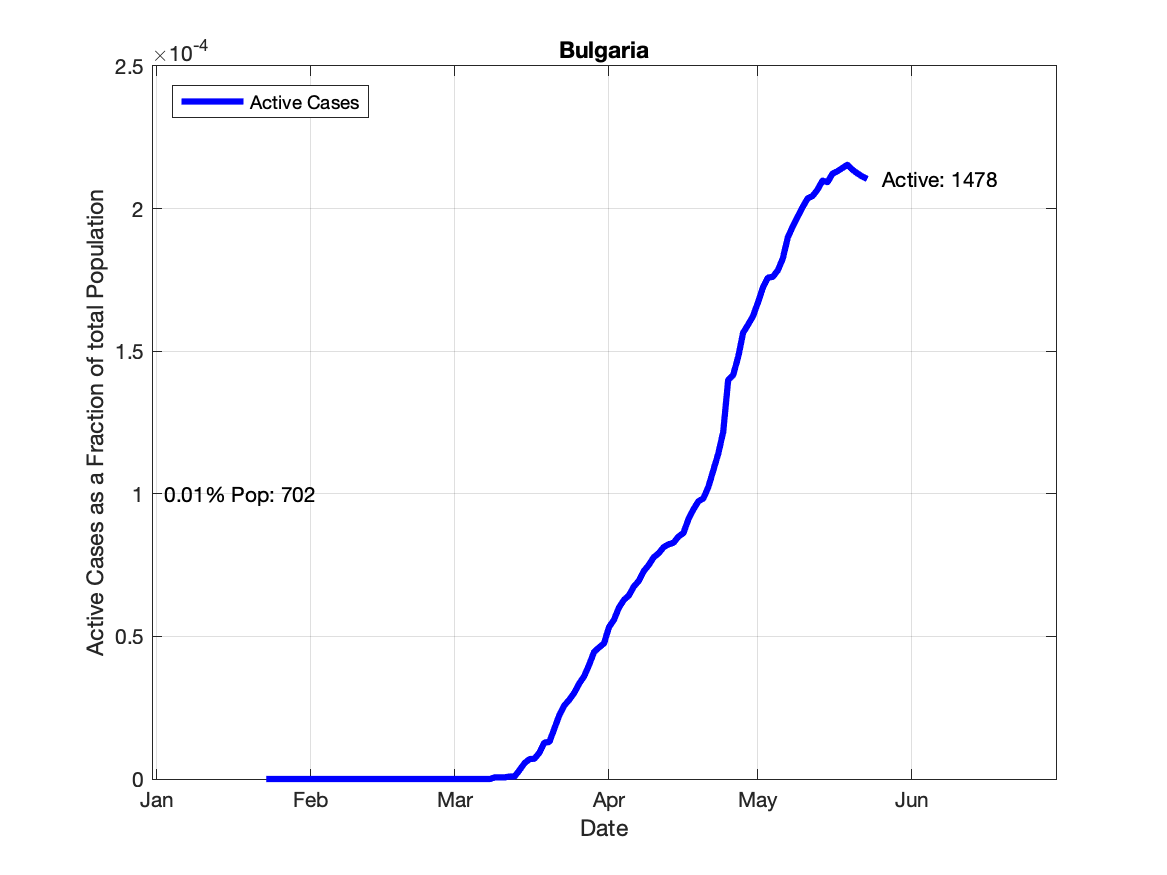 Bulgaria
×10-4
2.5
2
1.5
1
0.5
0
Active Cases
Active: 1478
0.01% Pop: 702
Active Cases as a Fraction of total Population
Jan Feb Mar Apr May Jun
Date